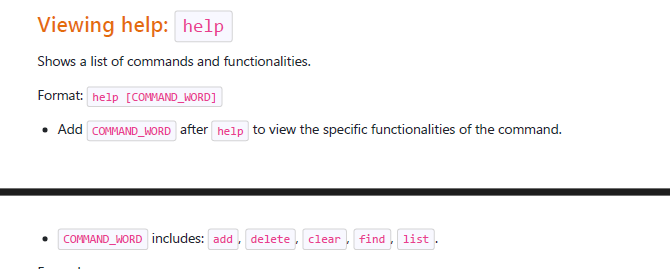 Viewing help: help
Shows a list of commands and functionalities.
Format: help [COMMAND_WORD]
• Add COMMAND_WORD after help to view the specific functionalities of the command.
• COMMAND_WORD includes: add, delete, clear, find, list.